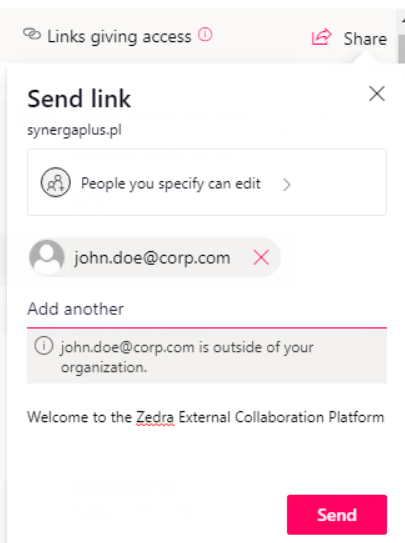 Links giving access
Share
Send link
synergaplus.pl
People you specify can edit
john.doe@corp.com
Add another
john.doe@corp.com is outside of your
organization.
Welcome to the Zedra External Collaboration Platform
Send